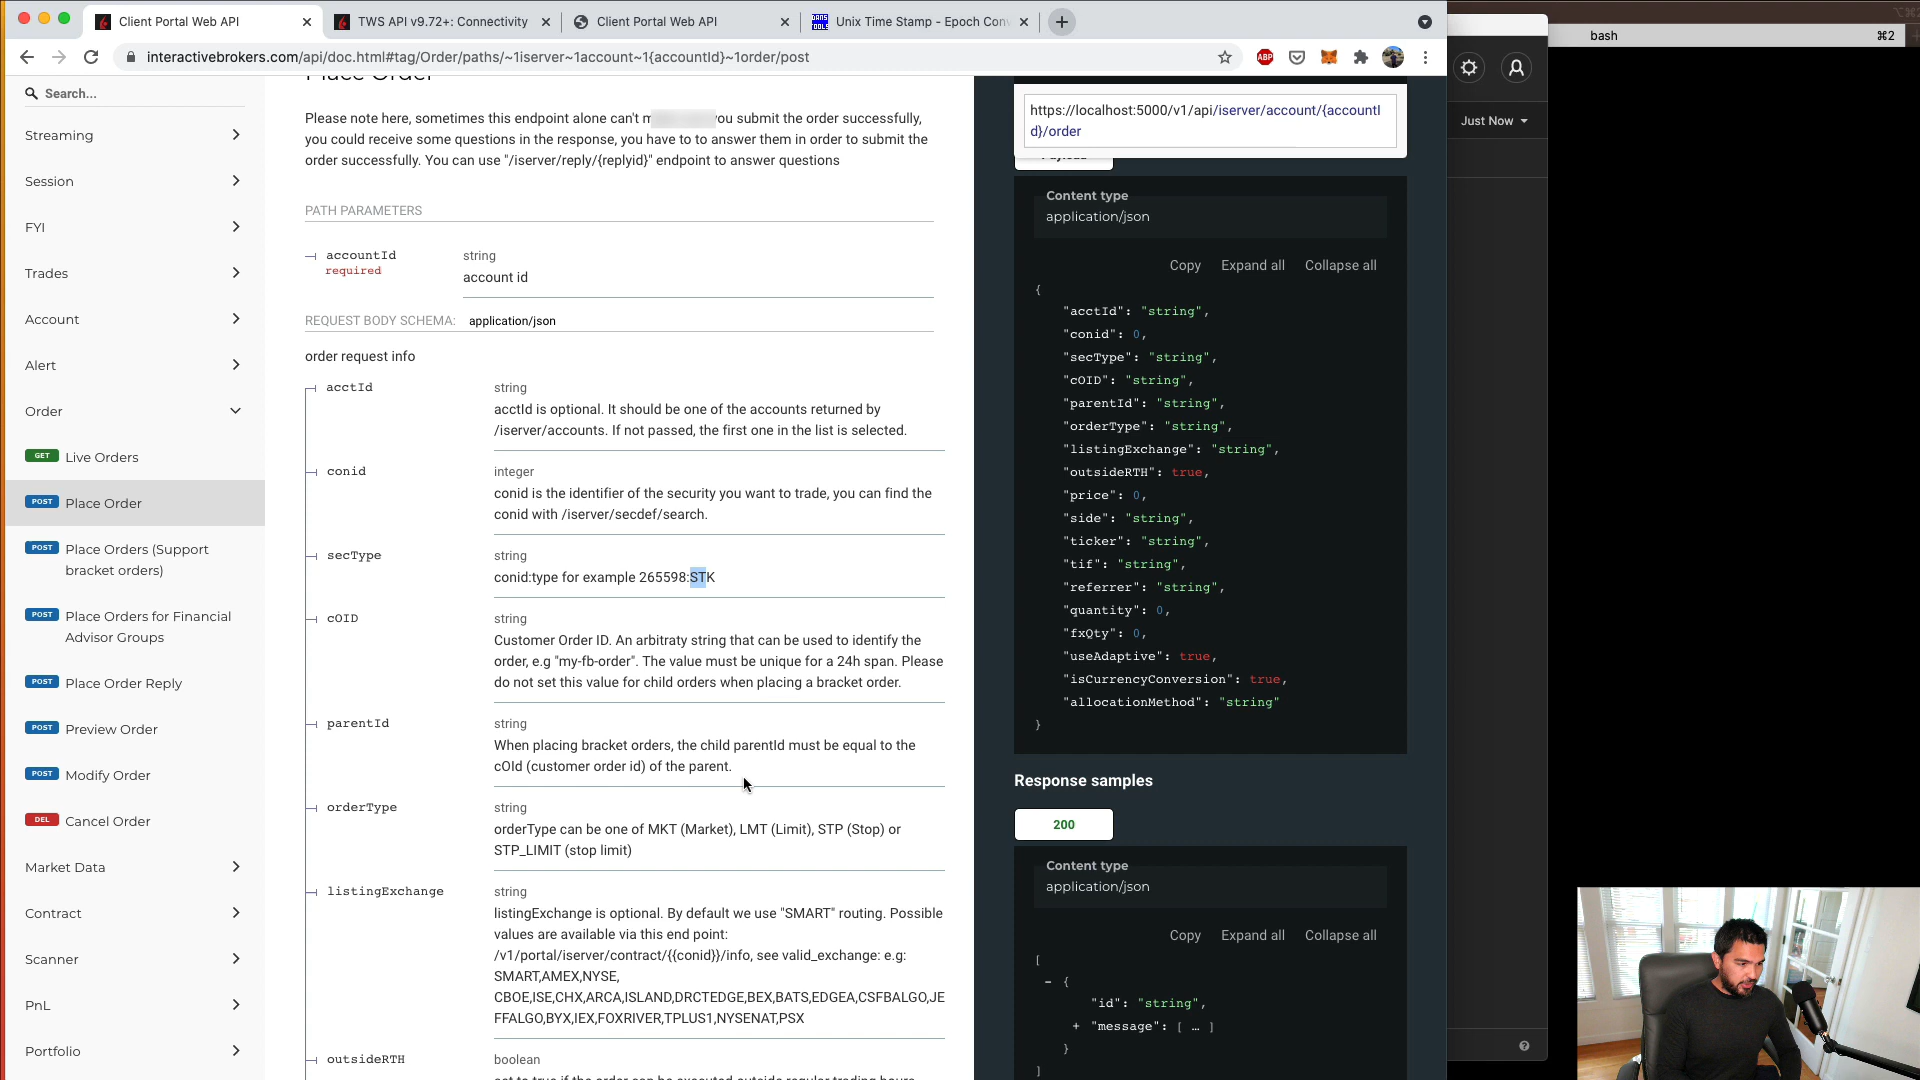 Client Portal Web API
TWS API v9.72+: Connectivity
Client Portal Web API
Unix Time Stamp - Epoch Con
bash
⌘2
interactivebrokers.com/api/doc.html#tag/Order/paths/~1iserver~1account~1{accountId}~1order/post
ABP
Just Now
Search...
Streaming
Session
FYI
Trades
Account
Alert
Order
GET Live Orders
POST Place Order
POST Place Orders (Support
bracket orders)
POST Place Orders for Financial
Advisor Groups
POST Place Order Reply
POST Preview Order
POST Modify Order
DEL Cancel Order
Market Data
Contract
Scanner
PnL
Portfolio
Place Order
Please note here, sometimes this endpoint alone can't you submit the order successfully,
you could receive some questions in the response, you have to to answer them in order to submit the
order successfully. You can use "/iserver/reply/{replyid}" endpoint to answer questions
PATH PARAMETERS
accountId
required
string
account id
REQUEST BODY SCHEMA: application/json
order request info
acctId
string
acctId is optional. It should be one of the accounts returned by
/iserver/accounts. If not passed, the first one in the list is selected.
conid
integer
conid is the identifier of the security you want to trade, you can find the
conid with /iserver/secdef/search.
secType
string
conid:type for example 265598:STK
cOID
string
Customer Order ID. An arbitraty string that can be used to identify the
order, e.g "my-fb-order". The value must be unique for a 24h span. Please
do not set this value for child orders when placing a bracket order.
parentId
string
When placing bracket orders, the child parentId must be equal to the
cOId (customer order id) of the parent.
orderType
string
orderType can be one of MKT (Market), LMT (Limit), STP (Stop) or
STP_LIMIT (stop limit)
listingExchange
string
listingExchange is optional. By default we use "SMART" routing. Possible
values are available via this end point:
/v1/portal/iserver/contract/{{conid}}/info, see valid_exchange: e.g:
SMART,AMEX,NYSE,
CBOE,ISE,CHX,ARCA,ISLAND,DRCTEDGE,BEX,BATS,EDGEA,CSFBALGO,JE
FFALGO,BYX,IEX,FOXRIVER,TPLUS1,NYSENAT,PSX
outsideRTH
boolean
https://localhost:5000/v1/api/iserver/account/{accountI
d}/order
Content type
application/json
Copy Expand all Collapse all
{
"acctId": "string",
"conid": 0,
"secType": "string",
"cOID": "string",
"parentId": "string",
"orderType": "string",
"listingExchange": "string",
"outsideRTH": true,
"price": 0,
"side": "string",
"ticker": "string",
"tif": "string",
"referrer": "string",
"quantity": 0,
"fxQty": 0,
"useAdaptive": true,
"isCurrencyConversion": true,
"allocationMethod": "string"
}
Response samples
200
Content type
application/json
Copy Expand all Collapse all
[
- {
"id": "string",
+ "message": [ … ]
}
]